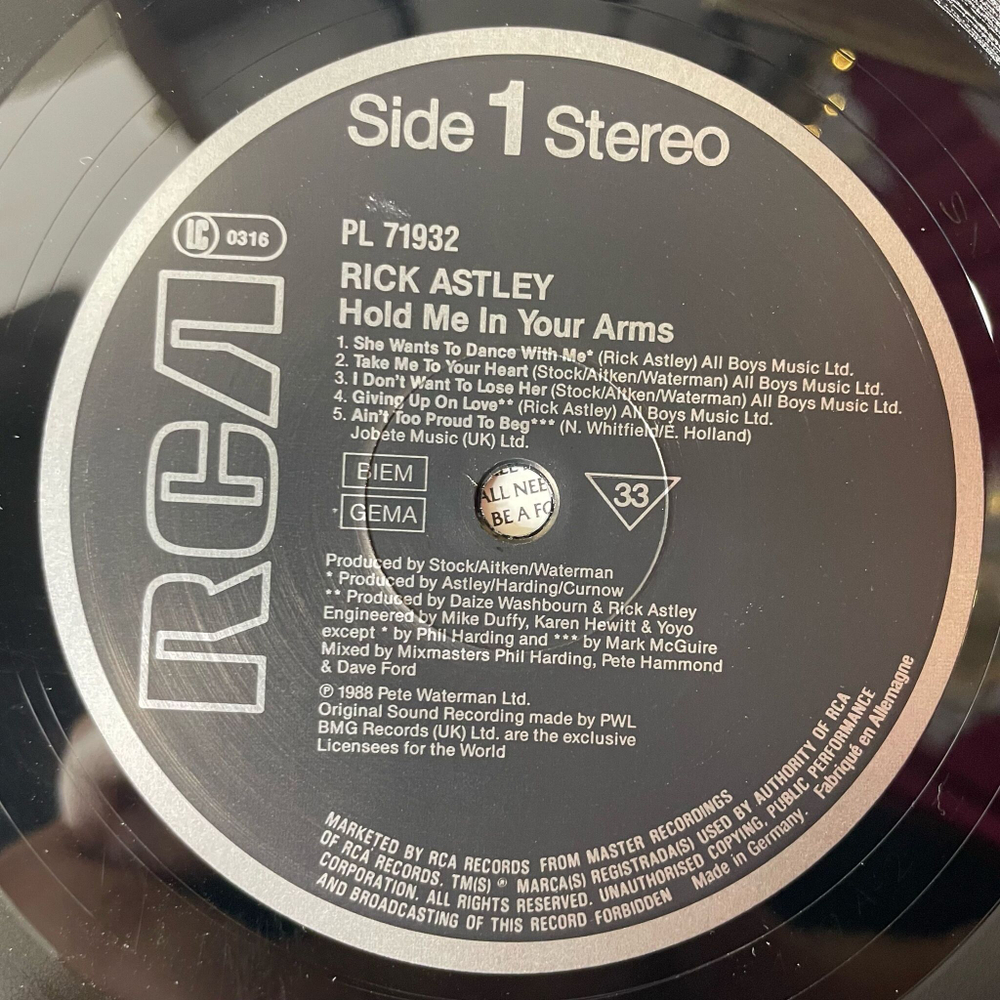 Side 1 Stereo
LC 0316
RCA
PL 71932
RICK ASTLEY
Hold Me In Your Arms
1. She Wants To Dance With Me* (Rick Astley) All Boys Music Ltd.
2. Take Me To Your Heart (Stock/Aitken/Waterman) All Boys Music Ltd.
3. I Don't Want To Lose Her (Stock/Aitken/Waterman) All Boys Music Ltd.
4. Giving Up On Love** (Rick Astley) All Boys Music Ltd.
5. Ain't Too Proud To Beg*** (N. Whitfield/E. Holland)
Jobete Music (UK) Ltd.
BIEM
GEMA
ALL NEE
BE A FO
33
Produced by Stock/Aitken/Waterman
* Produced by Astley/Harding/Curnow
** Produced by Daize Washbourn & Rick Astley
Engineered by Mike Duffy, Karen Hewitt & Yoyo
except * by Phil Harding and *** by Mark McGuire
Mixed by Mixmasters Phil Harding, Pete Hammond
& Dave Ford
℗ 1988 Pete Waterman Ltd.
Original Sound Recording made by PWL
BMG Records (UK) Ltd. are the exclusive
Licensees for the World
MARKETED BY RCA RECORDS FROM MASTER RECORDINGS
OF RCA RECORDS. TM(S) ® MARCA(S) REGISTRADA(S) USED BY AUTHORITY OF RCA
CORPORATION. ALL RIGHTS RESERVED. UNAUTHORISED COPYING, PUBLIC PERFORMANCE
AND BROADCASTING OF THIS RECORD FORBIDDEN Made in Germany. Fabriqué en Allemagne